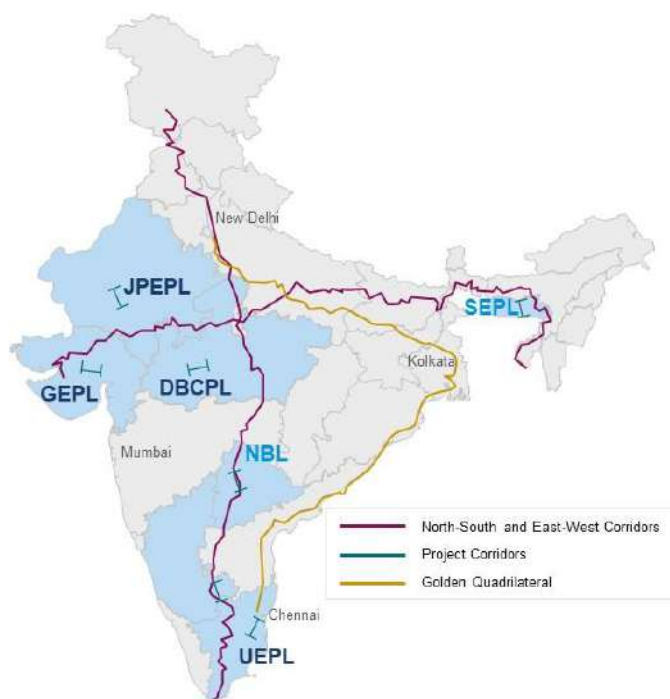 New Delhi
JPEPL
SEPL
Kolkata
GEPL
DBCPL
Mumbai
NBL
North-South and East-West Corridors
Project Corridors
Golden Quadrilateral
Chennai
UEPL